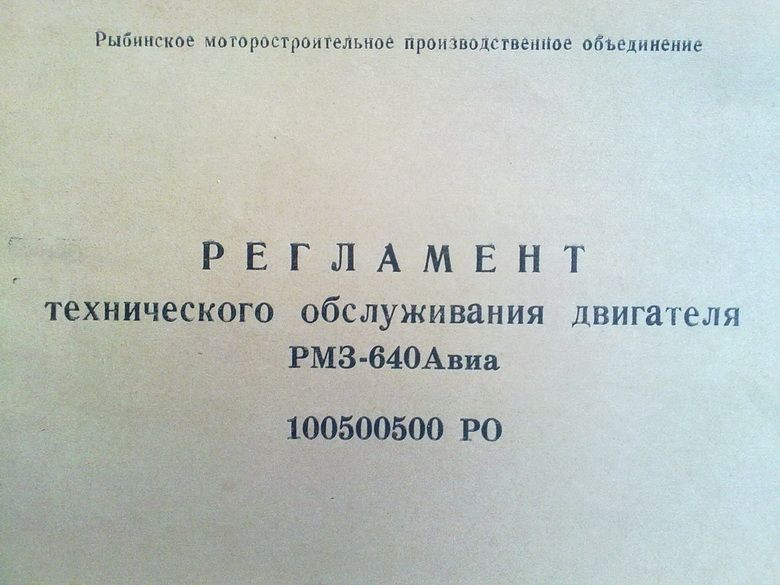 Рыбинское моторостроительное производственное объединение
РЕГЛАМЕНТ
технического обслуживания двигателя
РМЗ-640Авиа
100500500 РО